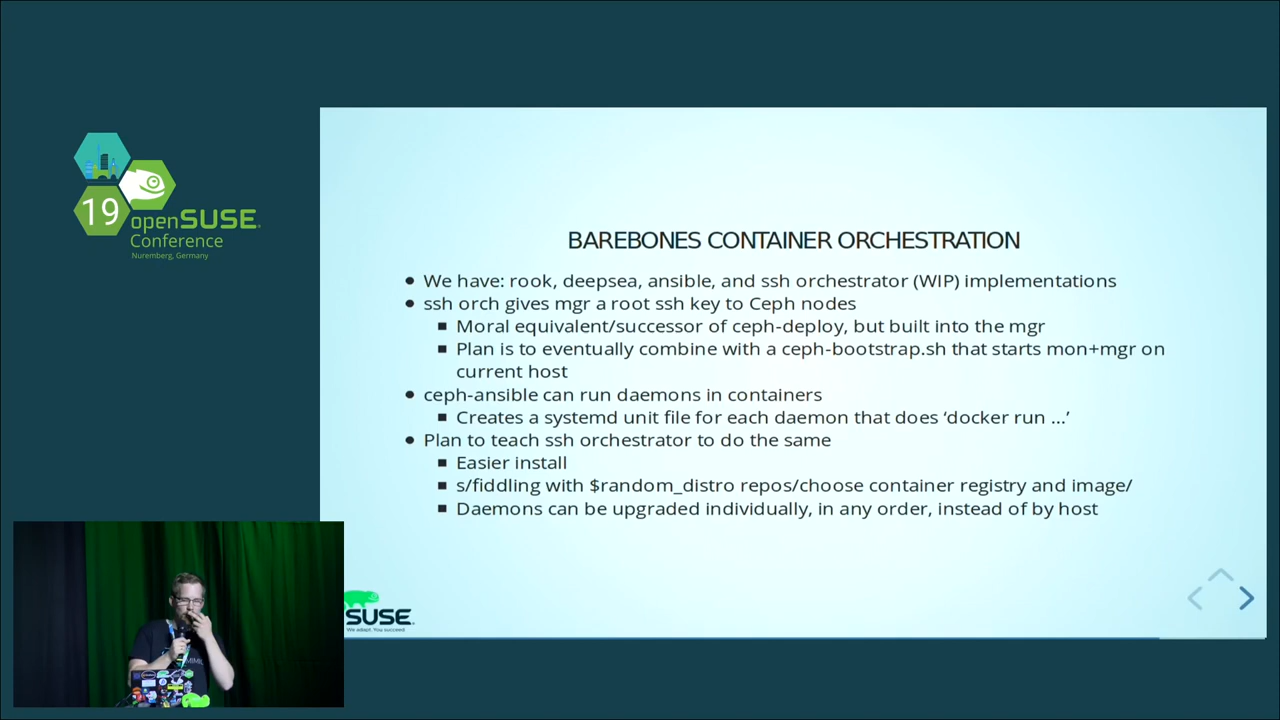 19
openSUSE
Conference
Nuremberg, Germany
BAREBONES CONTAINER ORCHESTRATION
We have: rook, deepsea, ansible, and ssh orchestrator (WIP) implementations
ssh orch gives mgr a root ssh key to Ceph nodes
Moral equivalent/successor of ceph-deploy, but built into the mgr
Plan is to eventually combine with a ceph-bootstrap.sh that starts mon+mgr on
current host
ceph-ansible can run daemons in containers
Creates a systemd unit file for each daemon that does ‘docker run ...’
Plan to teach ssh orchestrator to do the same
Easier install
s/fiddling with $random_distro repos/choose container registry and image/
Daemons can be upgraded individually, in any order, instead of by host
SUSE
We adapt. You succeed.